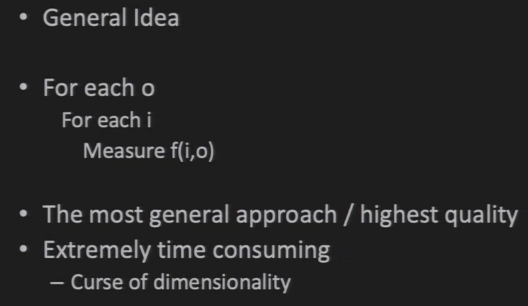 • General Idea
• For each o
For each i
Measure f(i,o)
• The most general approach / highest quality
• Extremely time consuming
– Curse of dimensionality